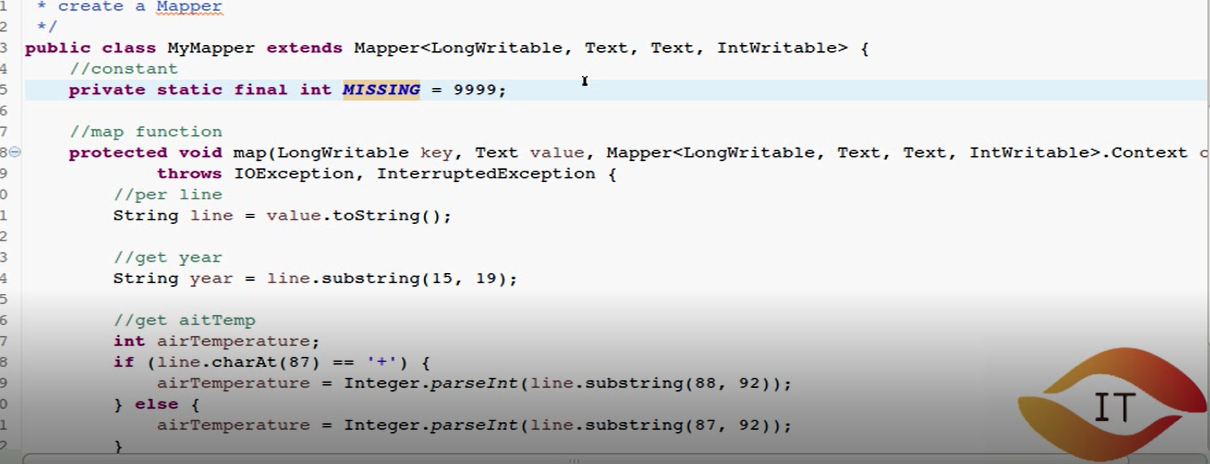 1 * create a Mapper
2 */
3 public class MyMapper extends Mapper<LongWritable, Text, Text, IntWritable> {
4 //constant
5 private static final int MISSING = 9999;
6
7 //map function
8 protected void map(LongWritable key, Text value, Mapper<LongWritable, Text, Text, IntWritable>.Context c
9 throws IOException, InterruptedException {
0 //per line
1 String line = value.toString();
2
3 //get year
4 String year = line.substring(15, 19);
5
6 //get aitTemp
7 int airTemperature;
8 if (line.charAt(87) == '+') {
9 airTemperature = Integer.parseInt(line.substring(88, 92));
0 } else {
1 airTemperature = Integer.parseInt(line.substring(87, 92));
2 }
IT